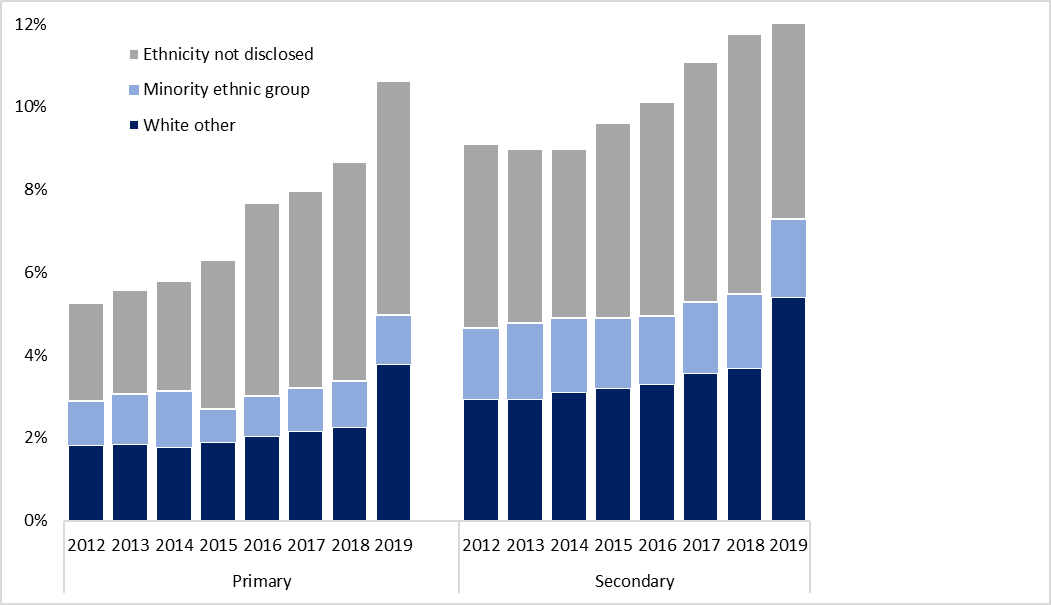 12%
10%
8%
6%
4%
2%
0%
Ethnicity not disclosed
Minority ethnic group
White other
2012 2013 2014 2015 2016 2017 2018 2019 2012 2013 2014 2015 2016 2017 2018 2019
Primary Secondary